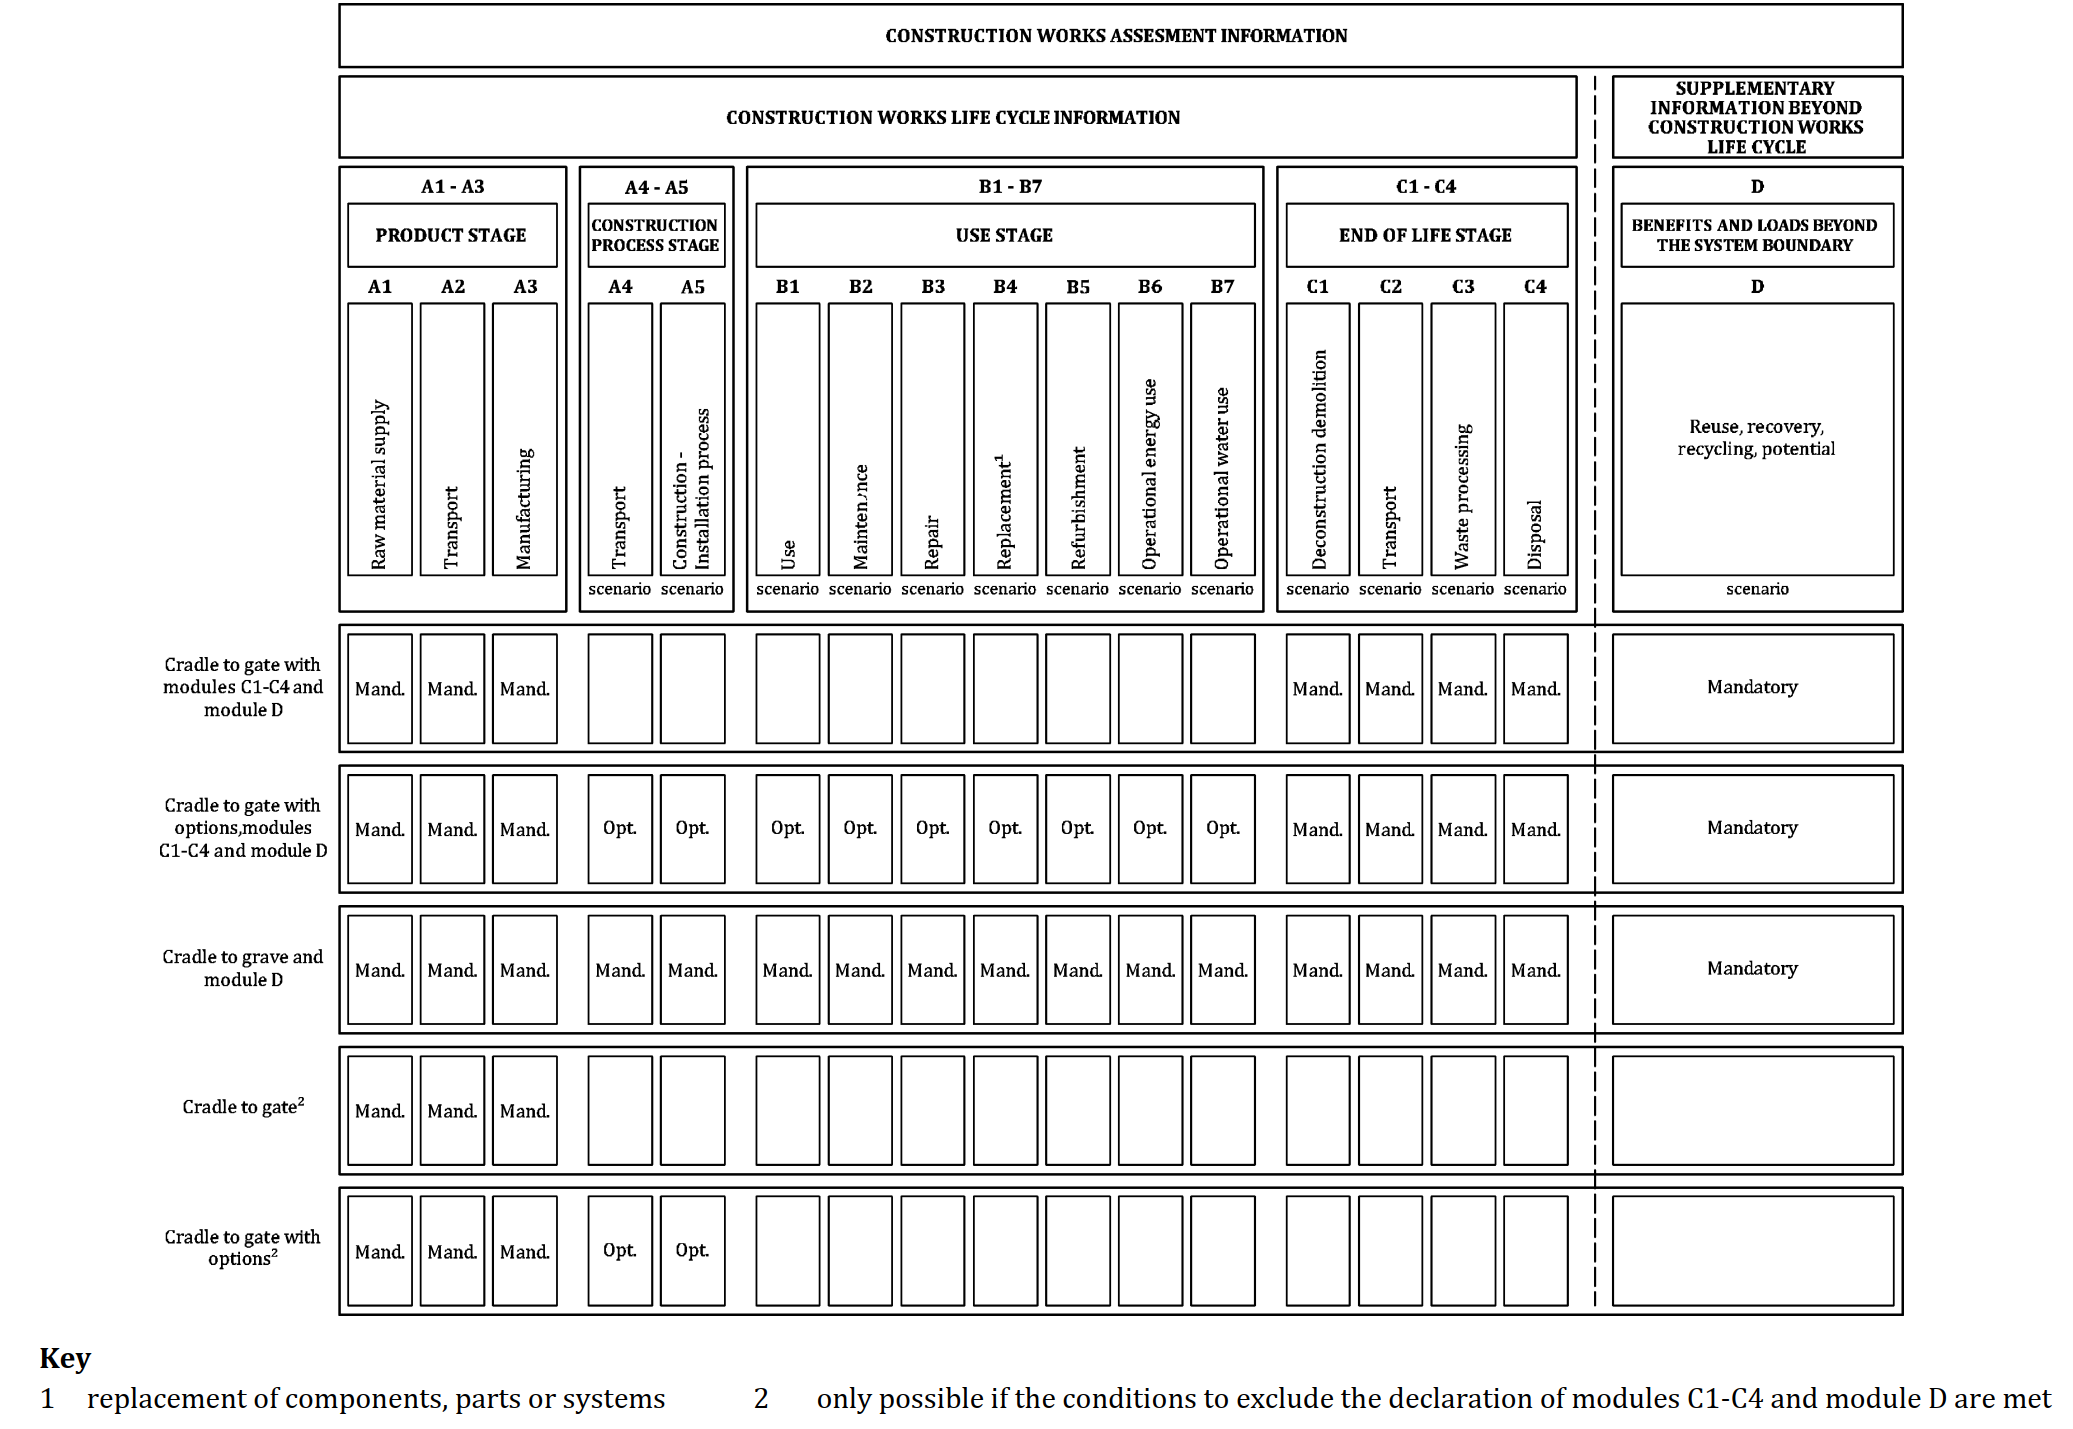 CONSTRUCTION WORKS ASSESMENT INFORMATION
CONSTRUCTION WORKS LIFE CYCLE INFORMATION
SUPPLEMENTARY
INFORMATION BEYOND
CONSTRUCTION WORKS
LIFE CYCLE
A1 - A3
A4 - A5
B1 - B7
C1 - C4
D
PRODUCT STAGE
CONSTRUCTION
PROCESS STAGE
USE STAGE
END OF LIFE STAGE
BENEFITS AND LOADS BEYOND
THE SYSTEM BOUNDARY
A1 A2 A3 A4 A5 B1 B2 B3 B4 B5 B6 B7 C1 C2 C3 C4 D
Raw material supply
Transport
Manufacturing
Transport
Construction -
Installation process
Use
Maintenance
Repair
Replacement¹
Refurbishment
Operational energy use
Operational water use
Deconstruction demolition
Transport
Waste processing
Disposal
Reuse, recovery,
recycling, potential
scenario scenario scenario scenario scenario scenario scenario scenario scenario scenario scenario scenario scenario scenario
Cradle to gate with
modules C1-C4 and
module D
Mand. Mand. Mand. Mand. Mand. Mand. Mand. Mandatory
Cradle to gate with
options,modules
C1-C4 and module D
Mand. Mand. Mand. Opt. Opt. Opt. Opt. Opt. Opt. Opt. Opt. Opt. Mand. Mand. Mand. Mand. Mandatory
Cradle to grave and
module D
Mand. Mand. Mand. Mand. Mand. Mand. Mand. Mand. Mand. Mand. Mand. Mand. Mand. Mand. Mand. Mand. Mandatory
Cradle to gate²
Mand. Mand. Mand.
Cradle to gate with
options²
Mand. Mand. Mand. Opt. Opt.
Key
1 replacement of components, parts or systems 2 only possible if the conditions to exclude the declaration of modules C1-C4 and module D are met